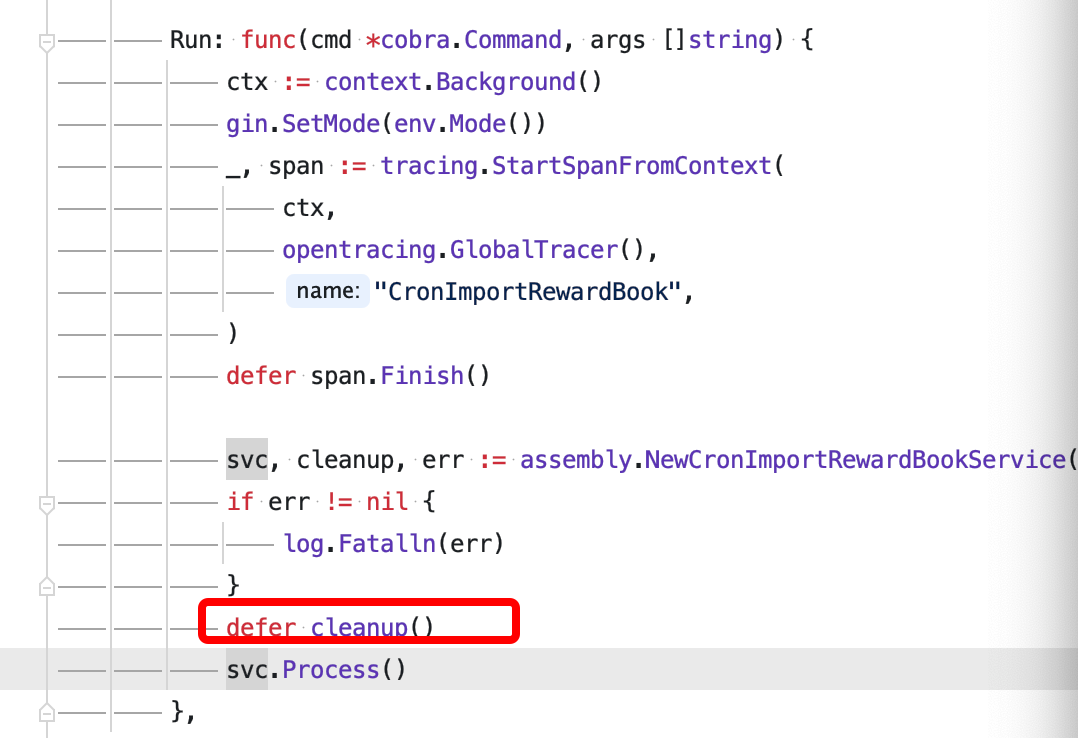 Run: func(cmd *cobra.Command, args []string) {
ctx := context.Background()
gin.SetMode(env.Mode())
_, span := tracing.StartSpanFromContext(
ctx,
opentracing.GlobalTracer(),
name: "CronImportRewardBook",
)
defer span.Finish()
svc, cleanup, err := assembly.NewCronImportRewardBookService(
if err != nil {
log.Fatalln(err)
}
defer cleanup()
svc.Process()
},